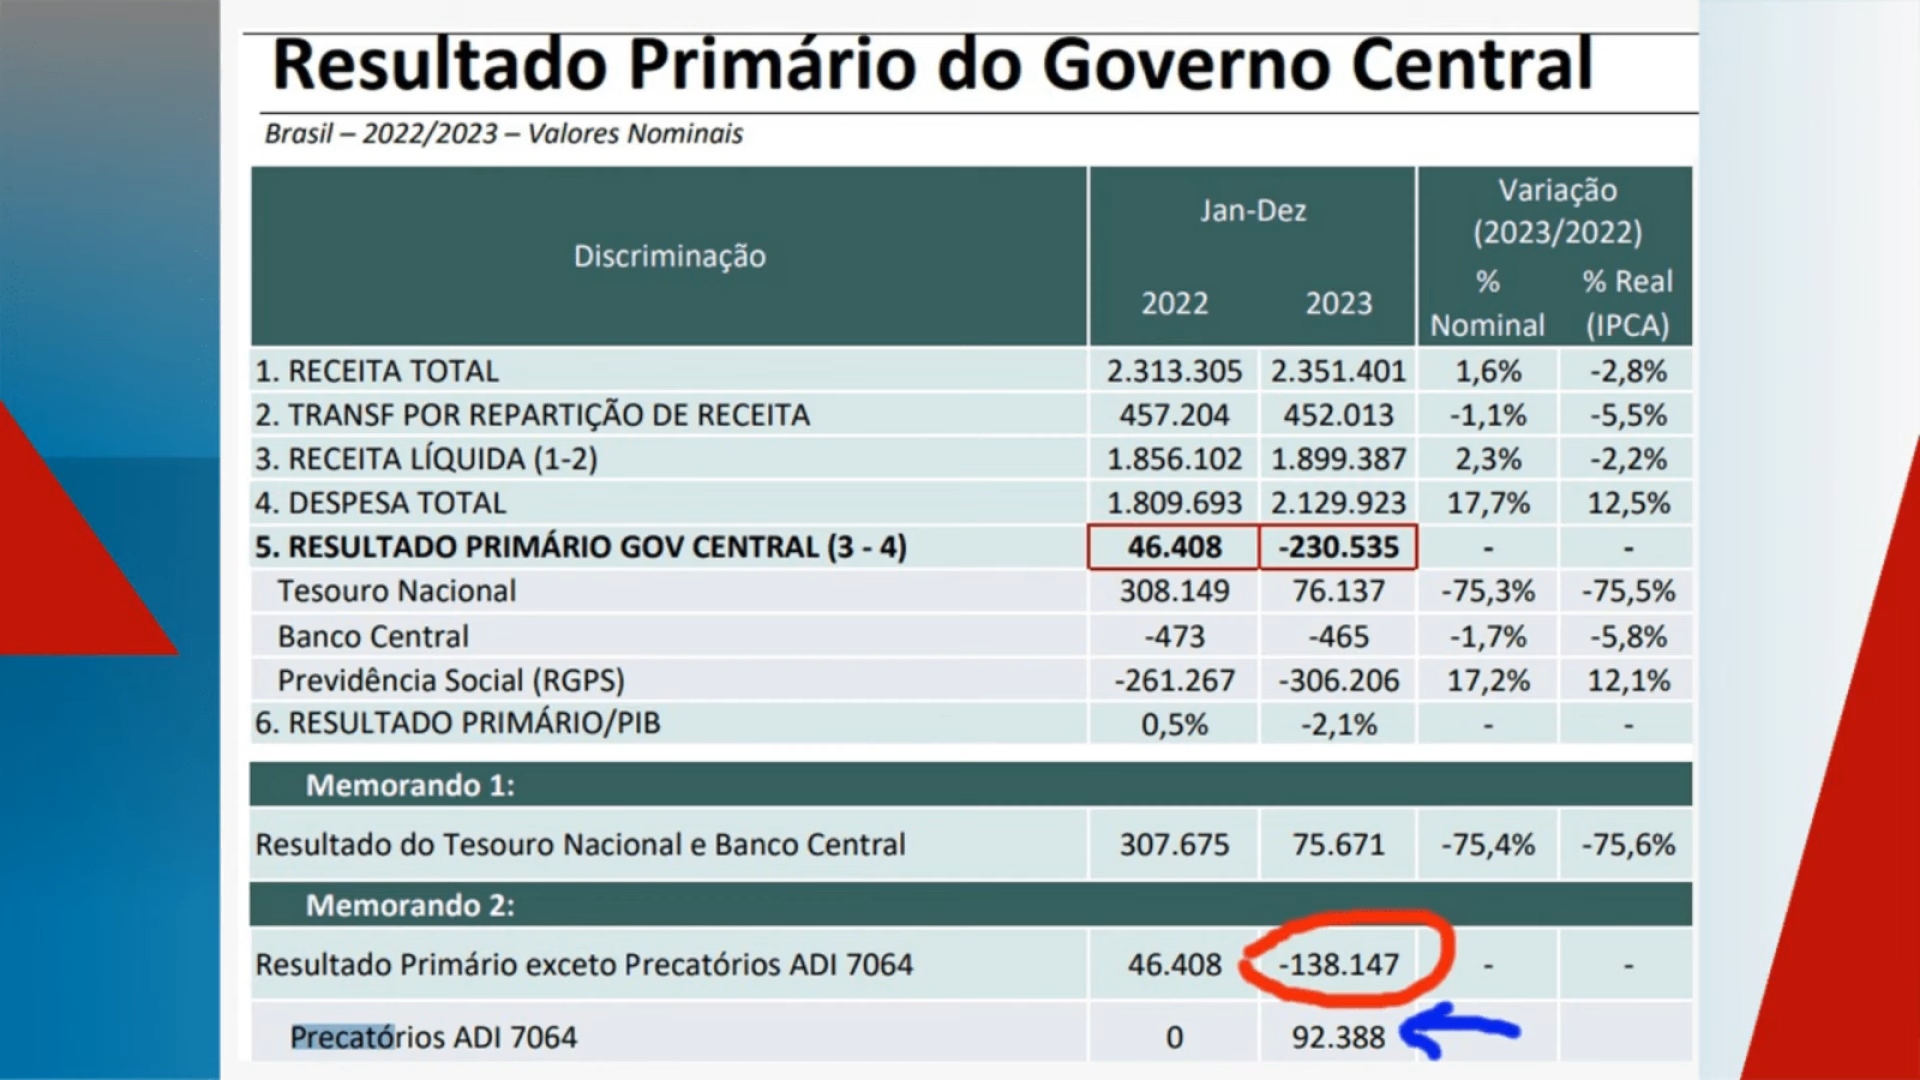 Resultado Primário do Governo Central
Brasil – 2022/2023 – Valores Nominais
Discriminação
Jan-Dez
Variação
(2023/2022)
2022 2023
% Nominal
% Real (IPCA)
1. RECEITA TOTAL 2.313.305 2.351.401 1,6% -2,8%
2. TRANSF POR REPARTIÇÃO DE RECEITA 457.204 452.013 -1,1% -5,5%
3. RECEITA LÍQUIDA (1-2) 1.856.102 1.899.387 2,3% -2,2%
4. DESPESA TOTAL 1.809.693 2.129.923 17,7% 12,5%
5. RESULTADO PRIMÁRIO GOV CENTRAL (3 - 4) 46.408 -230.535 - -
Tesouro Nacional 308.149 76.137 -75,3% -75,5%
Banco Central -473 -465 -1,7% -5,8%
Previdência Social (RGPS) -261.267 -306.206 17,2% 12,1%
6. RESULTADO PRIMÁRIO/PIB 0,5% -2,1% - -
Memorando 1:
Resultado do Tesouro Nacional e Banco Central 307.675 75.671 -75,4% -75,6%
Memorando 2:
Resultado Primário exceto Precatórios ADI 7064 46.408 -138.147 - -
Precatórios ADI 7064 0 92.388